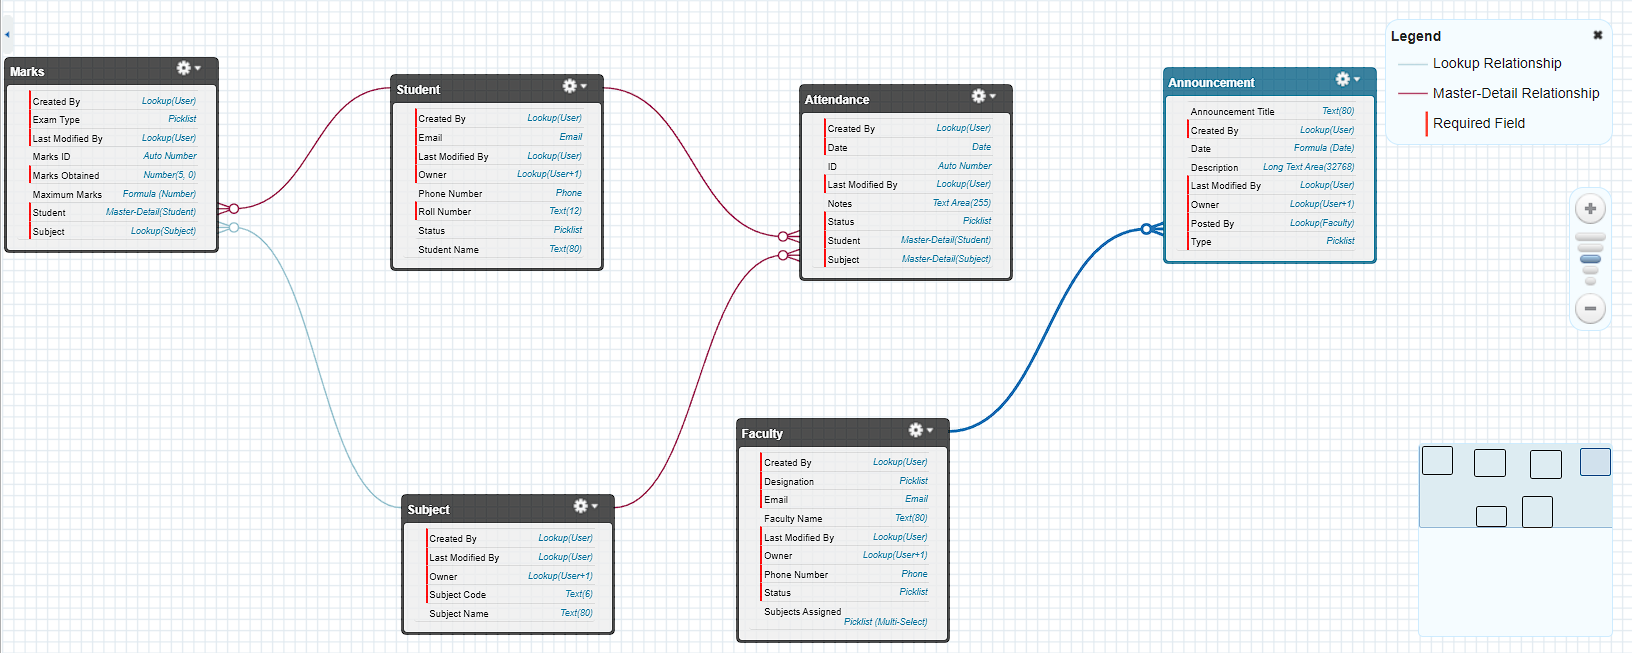 Marks
Created By Lookup(User)
Exam Type Picklist
Last Modified By Lookup(User)
Marks ID Auto Number
Marks Obtained Number(5, 0)
Maximum Marks Formula (Number)
Student Master-Detail(Student)
Subject Lookup(Subject)
Student
Created By Lookup(User)
Email Email
Last Modified By Lookup(User)
Owner Lookup(User+1)
Phone Number Phone
Roll Number Text(12)
Status Picklist
Student Name Text(80)
Attendance
Created By Lookup(User)
Date Date
ID Auto Number
Last Modified By Lookup(User)
Notes Text Area(255)
Status Picklist
Student Master-Detail(Student)
Subject Master-Detail(Subject)
Announcement
Announcement Title Text(80)
Created By Lookup(User)
Date Formula (Date)
Description Long Text Area(32768)
Last Modified By Lookup(User)
Owner Lookup(User+1)
Posted By Lookup(Faculty)
Type Picklist
Legend
Lookup Relationship
Master-Detail Relationship
Required Field
Subject
Created By Lookup(User)
Last Modified By Lookup(User)
Owner Lookup(User+1)
Subject Code Text(6)
Subject Name Text(80)
Faculty
Created By Lookup(User)
Designation Picklist
Email Email
Faculty Name Text(80)
Last Modified By Lookup(User)
Owner Lookup(User+1)
Phone Number Phone
Status Picklist
Subjects Assigned
Picklist (Multi-Select)